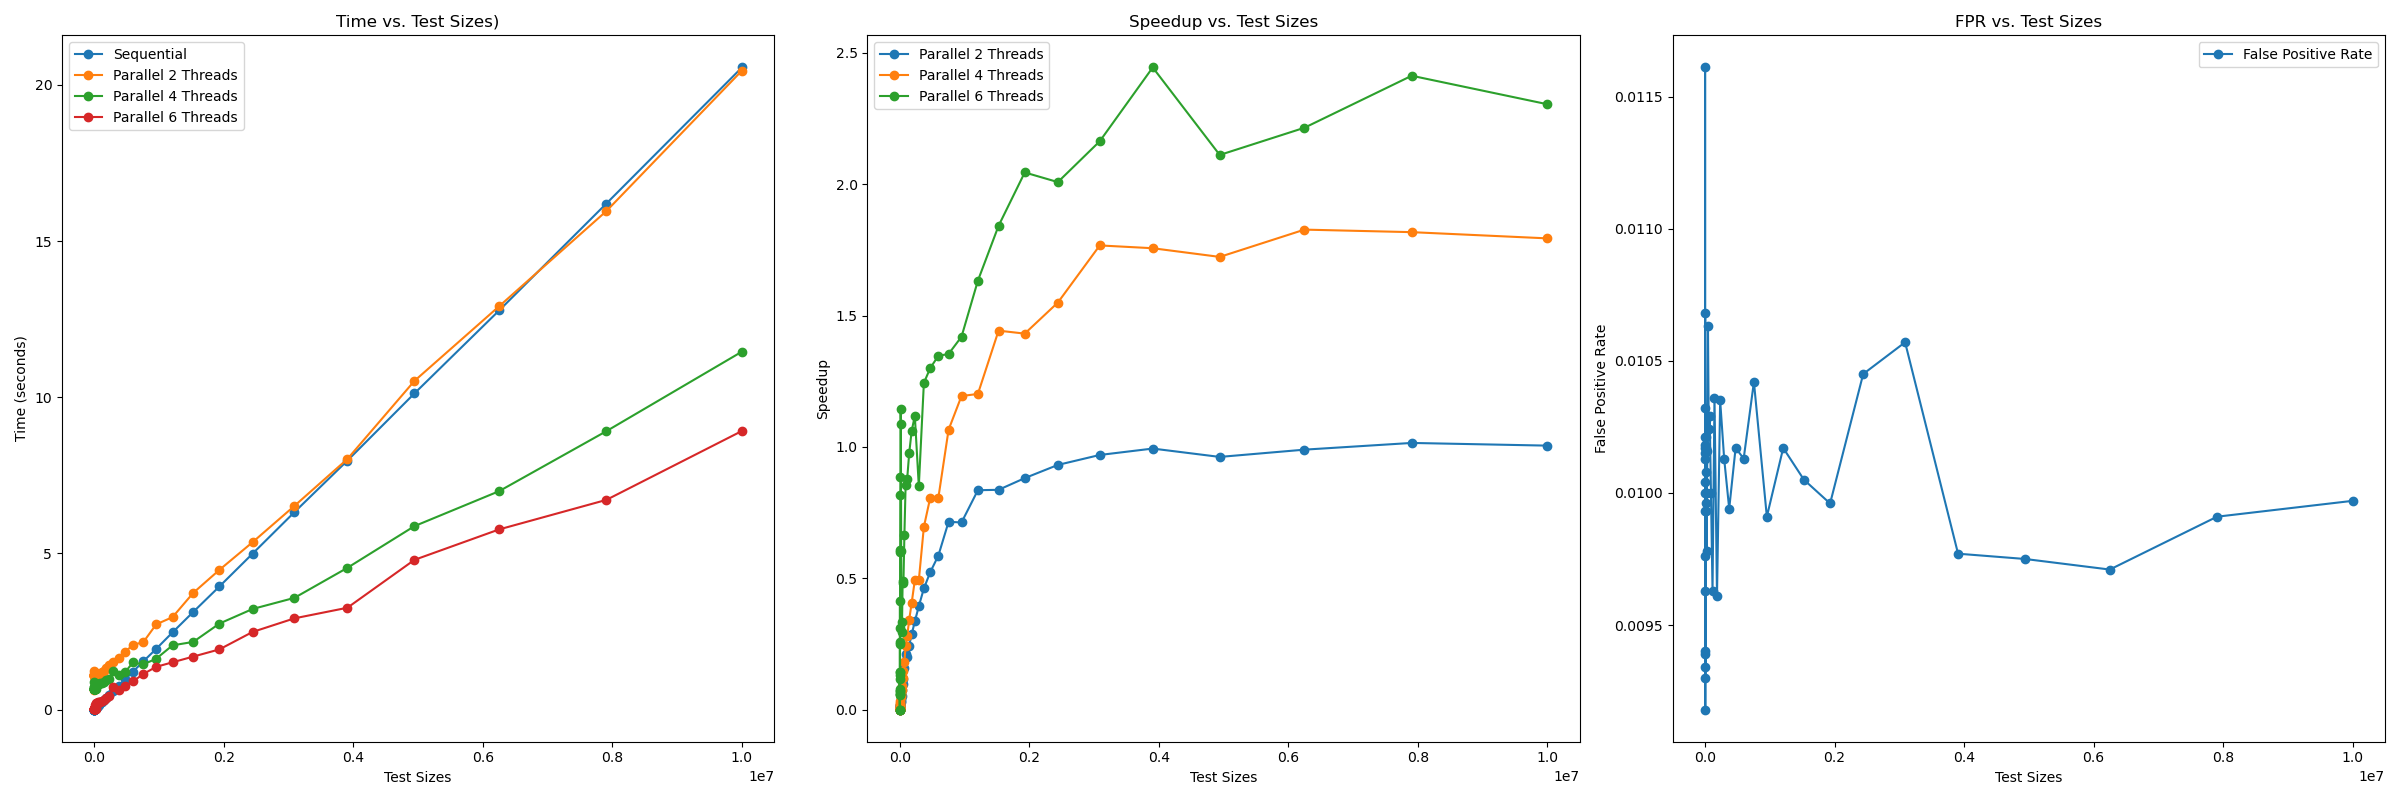 Time vs. Test Sizes)
Sequential
Parallel 2 Threads
Parallel 4 Threads
Parallel 6 Threads
20
15
10
5
0
Time (seconds)
0.0 0.2 0.4 0.6 0.8 1.0
1e7
Test Sizes
Speedup vs. Test Sizes
Parallel 2 Threads
Parallel 4 Threads
Parallel 6 Threads
2.5
2.0
1.5
1.0
0.5
0.0
Speedup
0.0 0.2 0.4 0.6 0.8 1.0
1e7
Test Sizes
FPR vs. Test Sizes
False Positive Rate
0.0115
0.0110
0.0105
0.0100
0.0095
False Positive Rate
0.0 0.2 0.4 0.6 0.8 1.0
1e7
Test Sizes